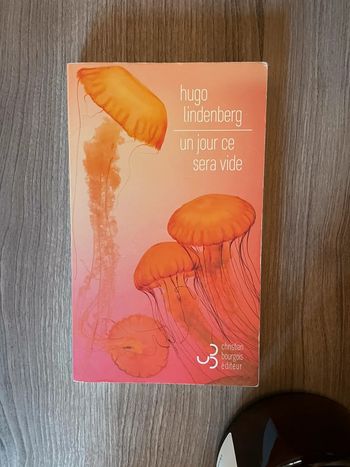 hugo
lindenberg
un jour ce
sera vide
christian
bourgois
éditeur